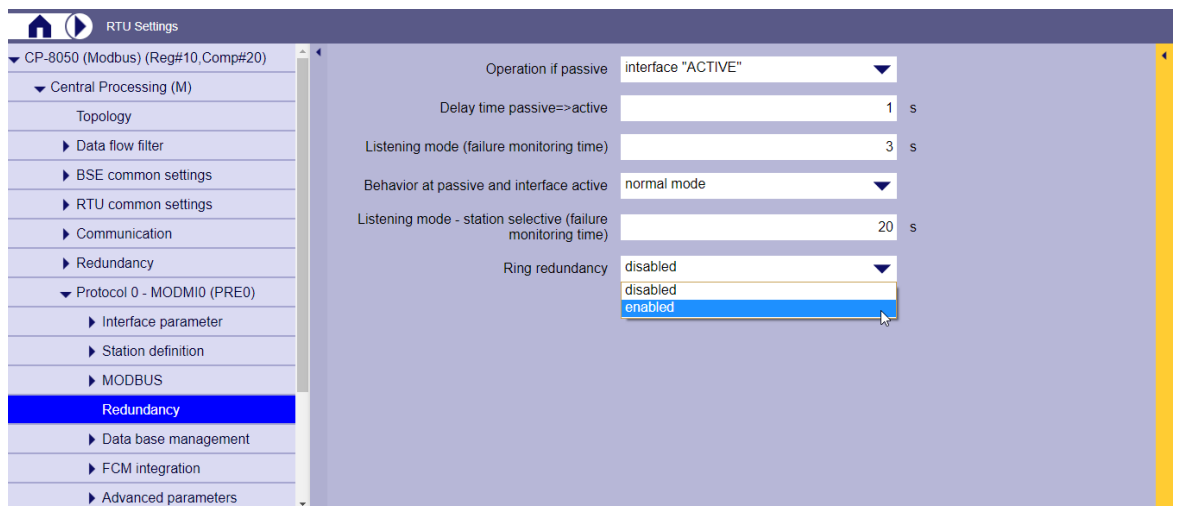 RTU Settings
CP-8050 (Modbus) (Reg#10,Comp#20)
Central Processing (M)
Topology
Data flow filter
BSE common settings
RTU common settings
Communication
Redundancy
Protocol 0 - MODMI0 (PRE0)
Interface parameter
Station definition
MODBUS
Redundancy
Data base management
FCM integration
Advanced parameters
Operation if passive interface "ACTIVE"
Delay time passive=>active 1 s
Listening mode (failure monitoring time) 3 s
Behavior at passive and interface active normal mode
Listening mode - station selective (failure
monitoring time) 20 s
Ring redundancy disabled
disabled
enabled